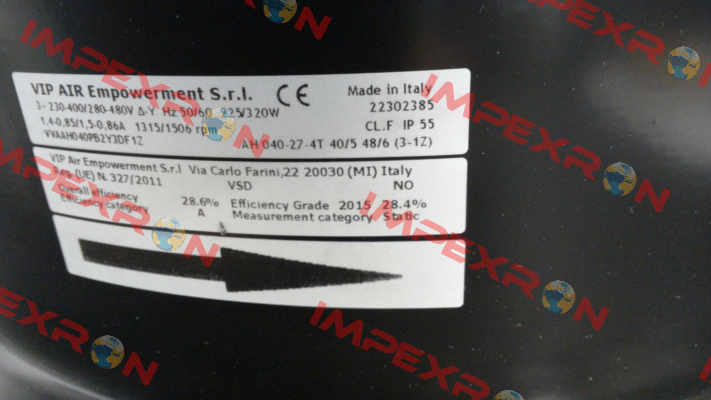 VIP AIR Empowerment S.r.l. CE Made in Italy
3~230-400/280-480V Δ-Y Hz 50/60 225/320W 22302385
1,4-0,85/1,5-0,86A 1315/1506 rpm CL.F IP 55
VVAAH040PB2Y3DF1Z AH 040-27-4T 40/5 48/6 (3-1Z)
VIP Air Empowerment S.r.l Via Carlo Farini,22 20030 (MI) Italy
Reg. (UE) N. 327/2011 VSD NO
Overall efficiency 28.6% Efficiency Grade 2015 28.4%
Efficiency category A Measurement category Static
IMPEXRON
IMPEXRON
IMPEXRON
IMPEXRON
IMPEXRON
IMPEXRON